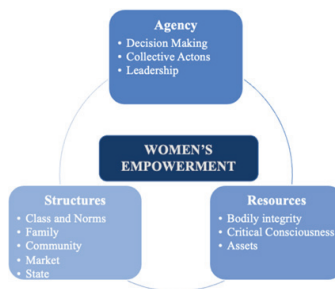 Agency
• Decision Making
• Collective Actons
• Leadership
WOMEN'S
EMPOWERMENT
Structures
• Class and Norms
• Family
• Community
• Market
• State
Resources
• Bodily integrity
• Critical Consciousness
• Assets